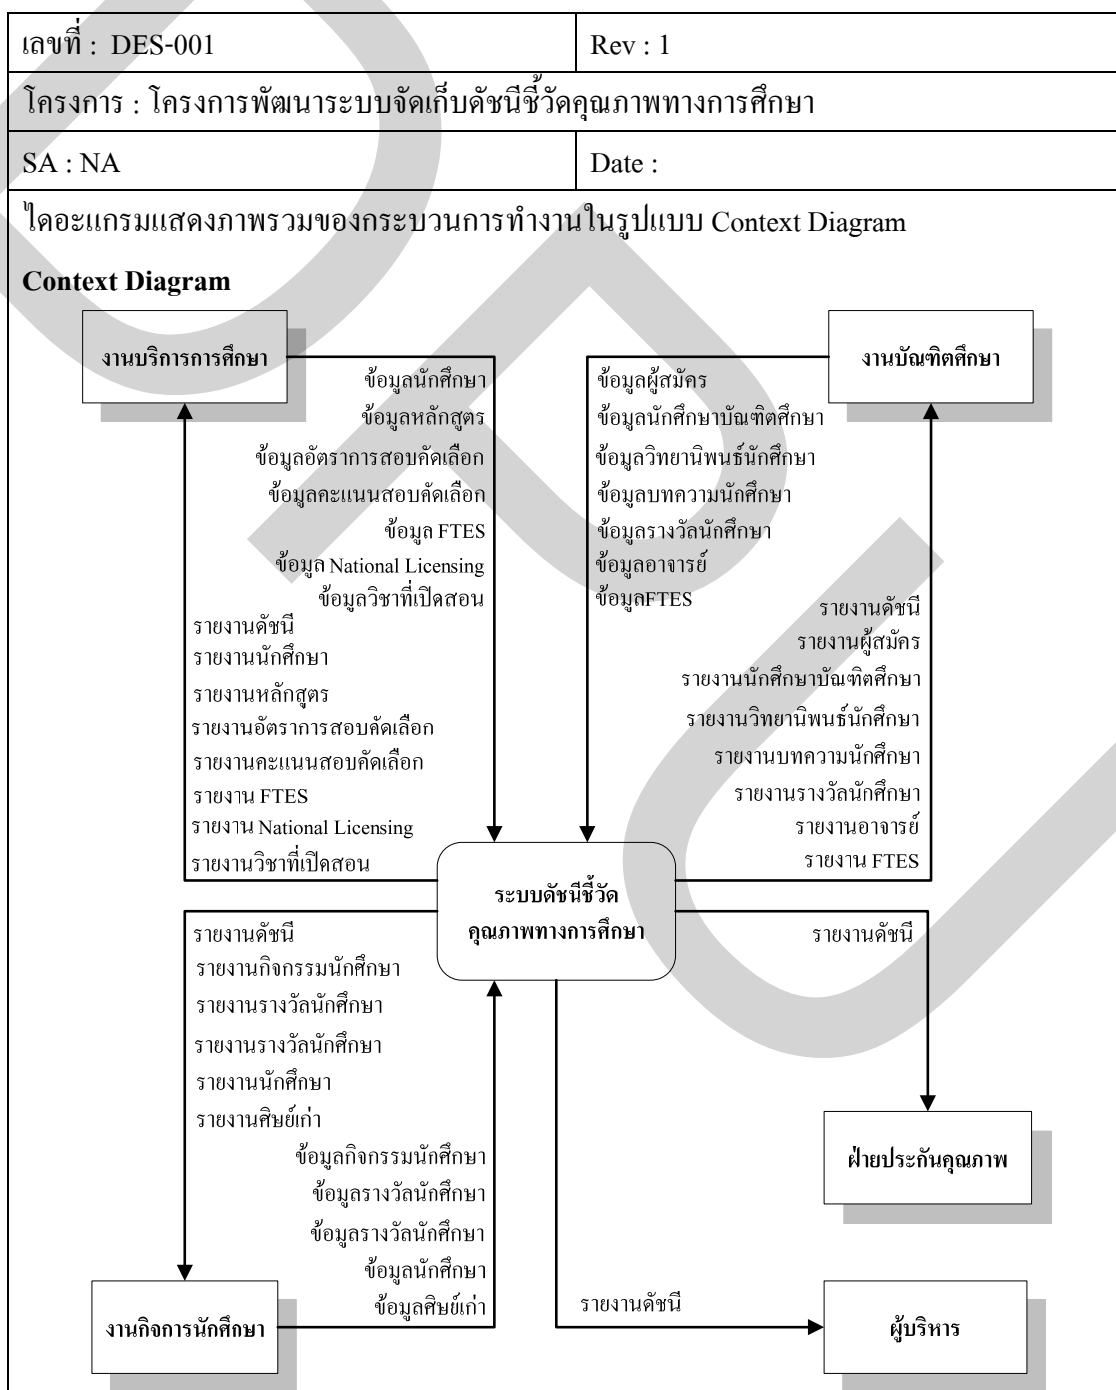 เลขที่ : DES-001
Rev : 1
โครงการ : โครงการพัฒนาระบบจัดเก็บดัชนีชี้วัดคุณภาพทางการศึกษา
SA : NA
Date :
ไดอะแกรมแสดงภาพรวมของกระบวนการทำงานในรูปแบบ Context Diagram
Context Diagram
งานบริการการศึกษา
งานบัณฑิตศึกษา
ข้อมูลนักศึกษา
ข้อมูลหลักสูตร
ข้อมูลอัตราการสอบคัดเลือก
ข้อมูลคะแนนสอบคัดเลือก
ข้อมูล FTES
ข้อมูล National Licensing
ข้อมูลวิชาที่เปิดสอน
ข้อมูลผู้สมัคร
ข้อมูลนักศึกษาบัณฑิตศึกษา
ข้อมูลวิทยานิพนธ์นักศึกษา
ข้อมูลบทความนักศึกษา
ข้อมูลรางวัลนักศึกษา
ข้อมูลอาจารย์
ข้อมูลFTES
รายงานดัชนี
รายงานนักศึกษา
รายงานหลักสูตร
รายงานอัตราการสอบคัดเลือก
รายงานคะแนนสอบคัดเลือก
รายงาน FTES
รายงาน National Licensing
รายงานวิชาที่เปิดสอน
รายงานดัชนี
รายงานผู้สมัคร
รายงานนักศึกษาบัณฑิตศึกษา
รายงานวิทยานิพนธ์นักศึกษา
รายงานบทความนักศึกษา
รายงานรางวัลนักศึกษา
รายงานอาจารย์
รายงาน FTES
ระบบดัชนีชี้วัด
คุณภาพทางการศึกษา
รายงานดัชนี
รายงานกิจกรรมนักศึกษา
รายงานรางวัลนักศึกษา
รายงานรางวัลนักศึกษา
รายงานนักศึกษา
รายงานศิษย์เก่า
รายงานดัชนี
ฝ่ายประกันคุณภาพ
ข้อมูลกิจกรรมนักศึกษา
ข้อมูลรางวัลนักศึกษา
ข้อมูลรางวัลนักศึกษา
ข้อมูลนักศึกษา
ข้อมูลศิษย์เก่า
รายงานดัชนี
งานกิจการนักศึกษา
ผู้บริหาร